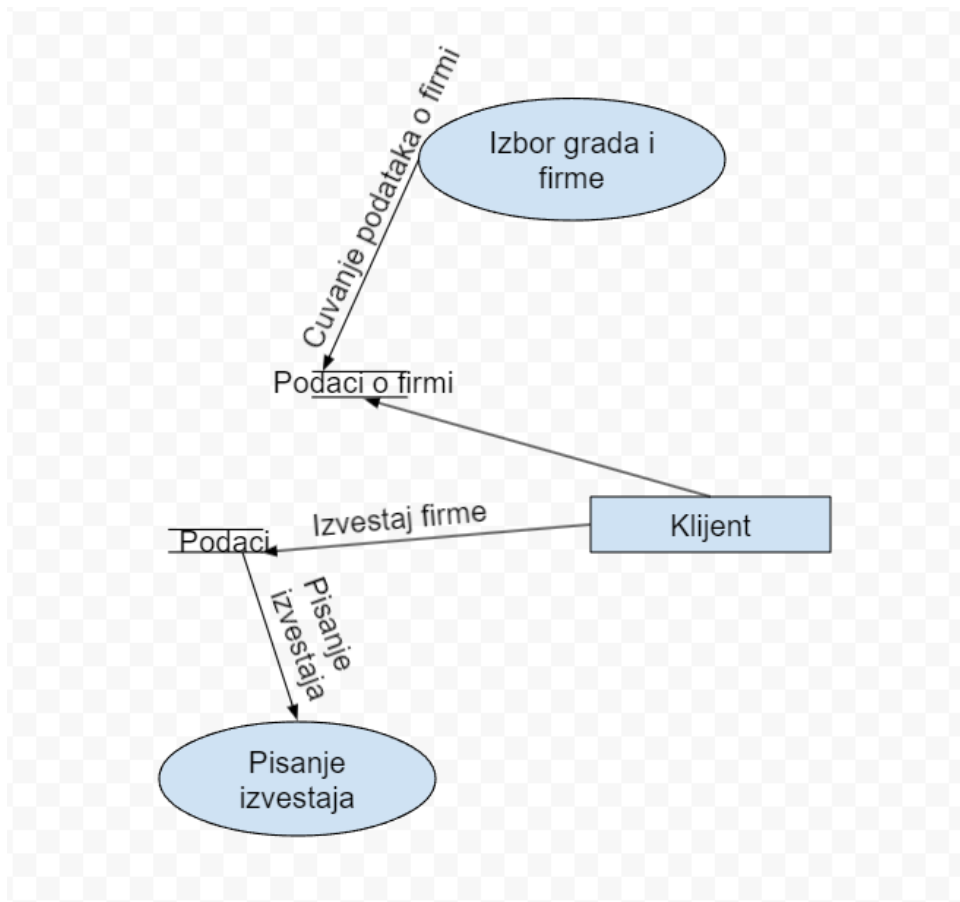 Cuvanje podataka o firmi
Izbor grada i
firme
Podaci o firmi
Izvestaj firme
Klijent
Podaci
Pisanje
izvestaja
Pisanje
izvestaja